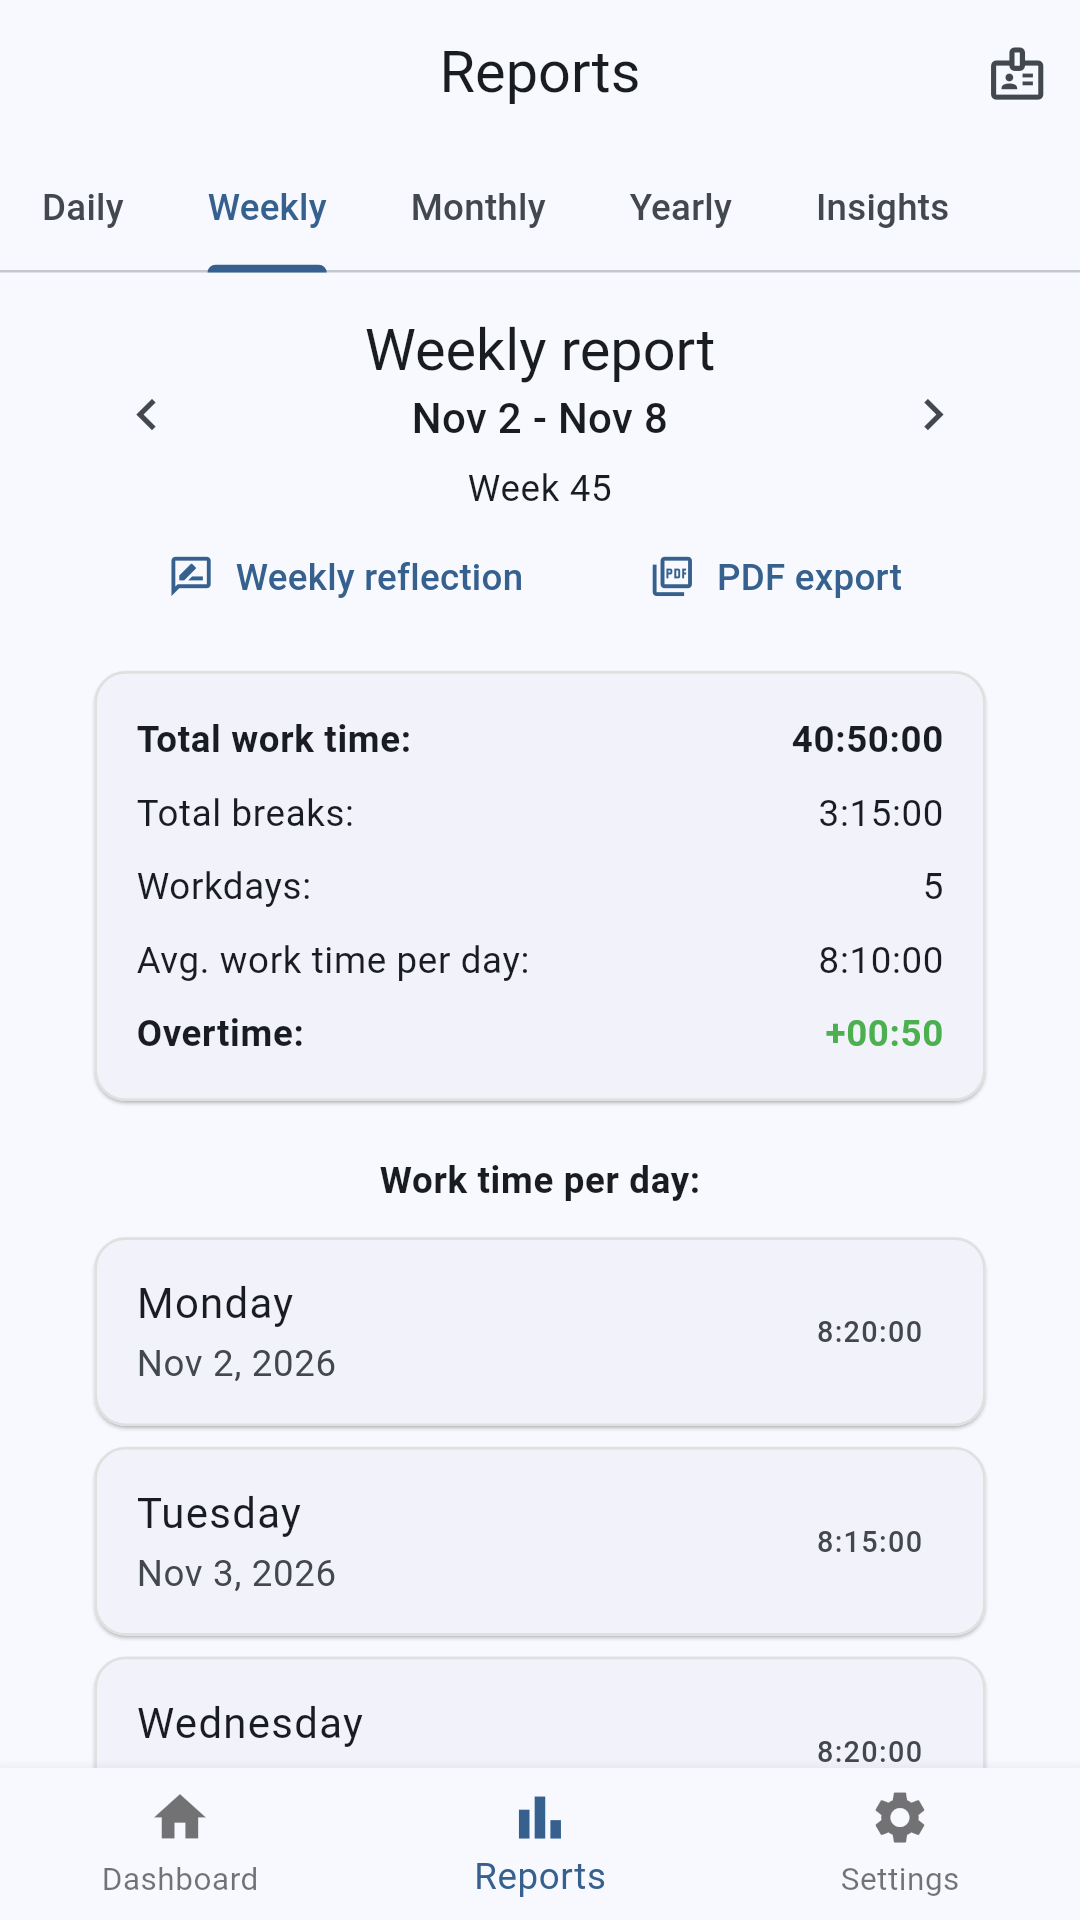 Reports
Daily Weekly Monthly Yearly Insights
Weekly report
Nov 2 - Nov 8
Week 45
Weekly reflection PDF export
Total work time: 40:50:00
Total breaks: 3:15:00
Workdays: 5
Avg. work time per day: 8:10:00
Overtime: +00:50
Work time per day:
Monday
8:20:00
Nov 2, 2026
Tuesday
8:15:00
Nov 3, 2026
Wednesday
8:20:00
Dashboard Reports Settings